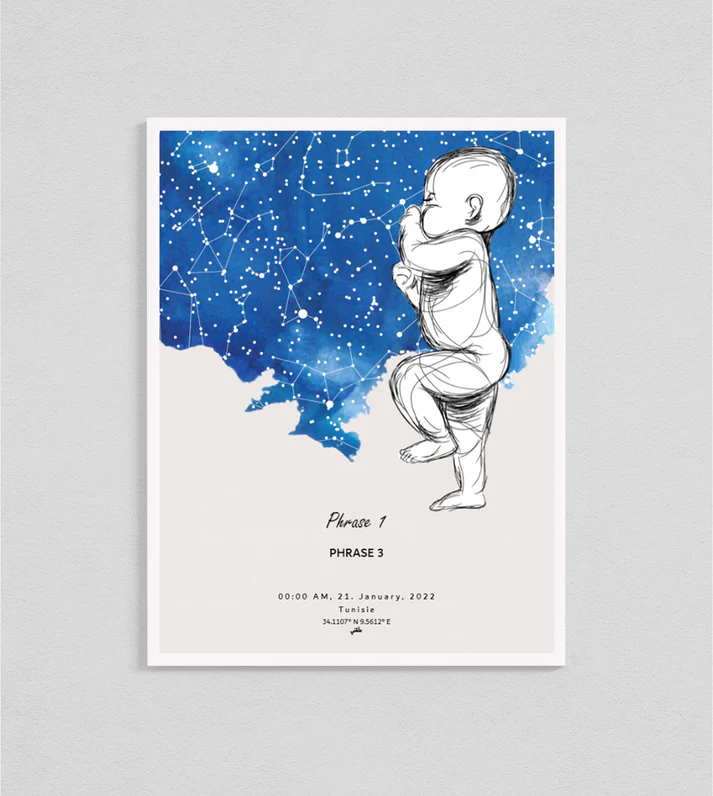 Phrase 1
PHRASE 3
00:00 AM, 21. January, 2022
Tunisie
34.1107° N 9.5612° E